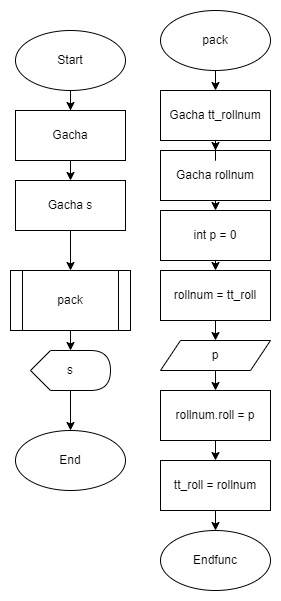 Start
Gacha
Gacha s
pack
s
End
pack
Gacha tt_rollnum
Gacha rollnum
int p = 0
rollnum = tt_roll
p
rollnum.roll = p
tt_roll = rollnum
Endfunc